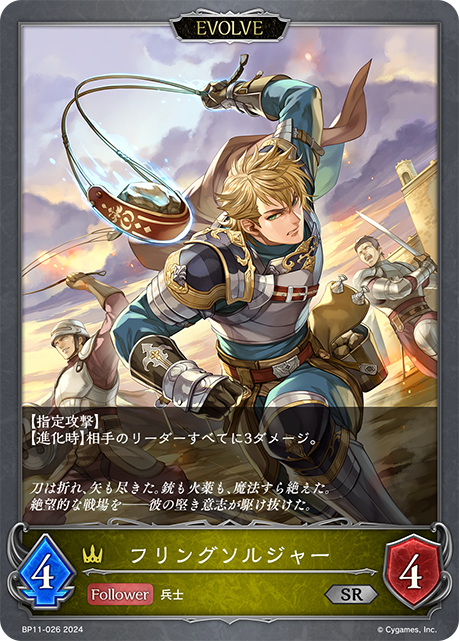 EVOLVE
【指定攻撃】
【進化時】相手のリーダーすべてに3ダメージ。
刀は折れ、矢も尽きた。銃も火薬も、魔法すら絶えた。
絶望的な戦場を――彼の堅き意志が駆け抜けた。
4
フリングソルジャー
4
Follower 兵士
SR
BP11-026 2024
© Cygames, Inc.